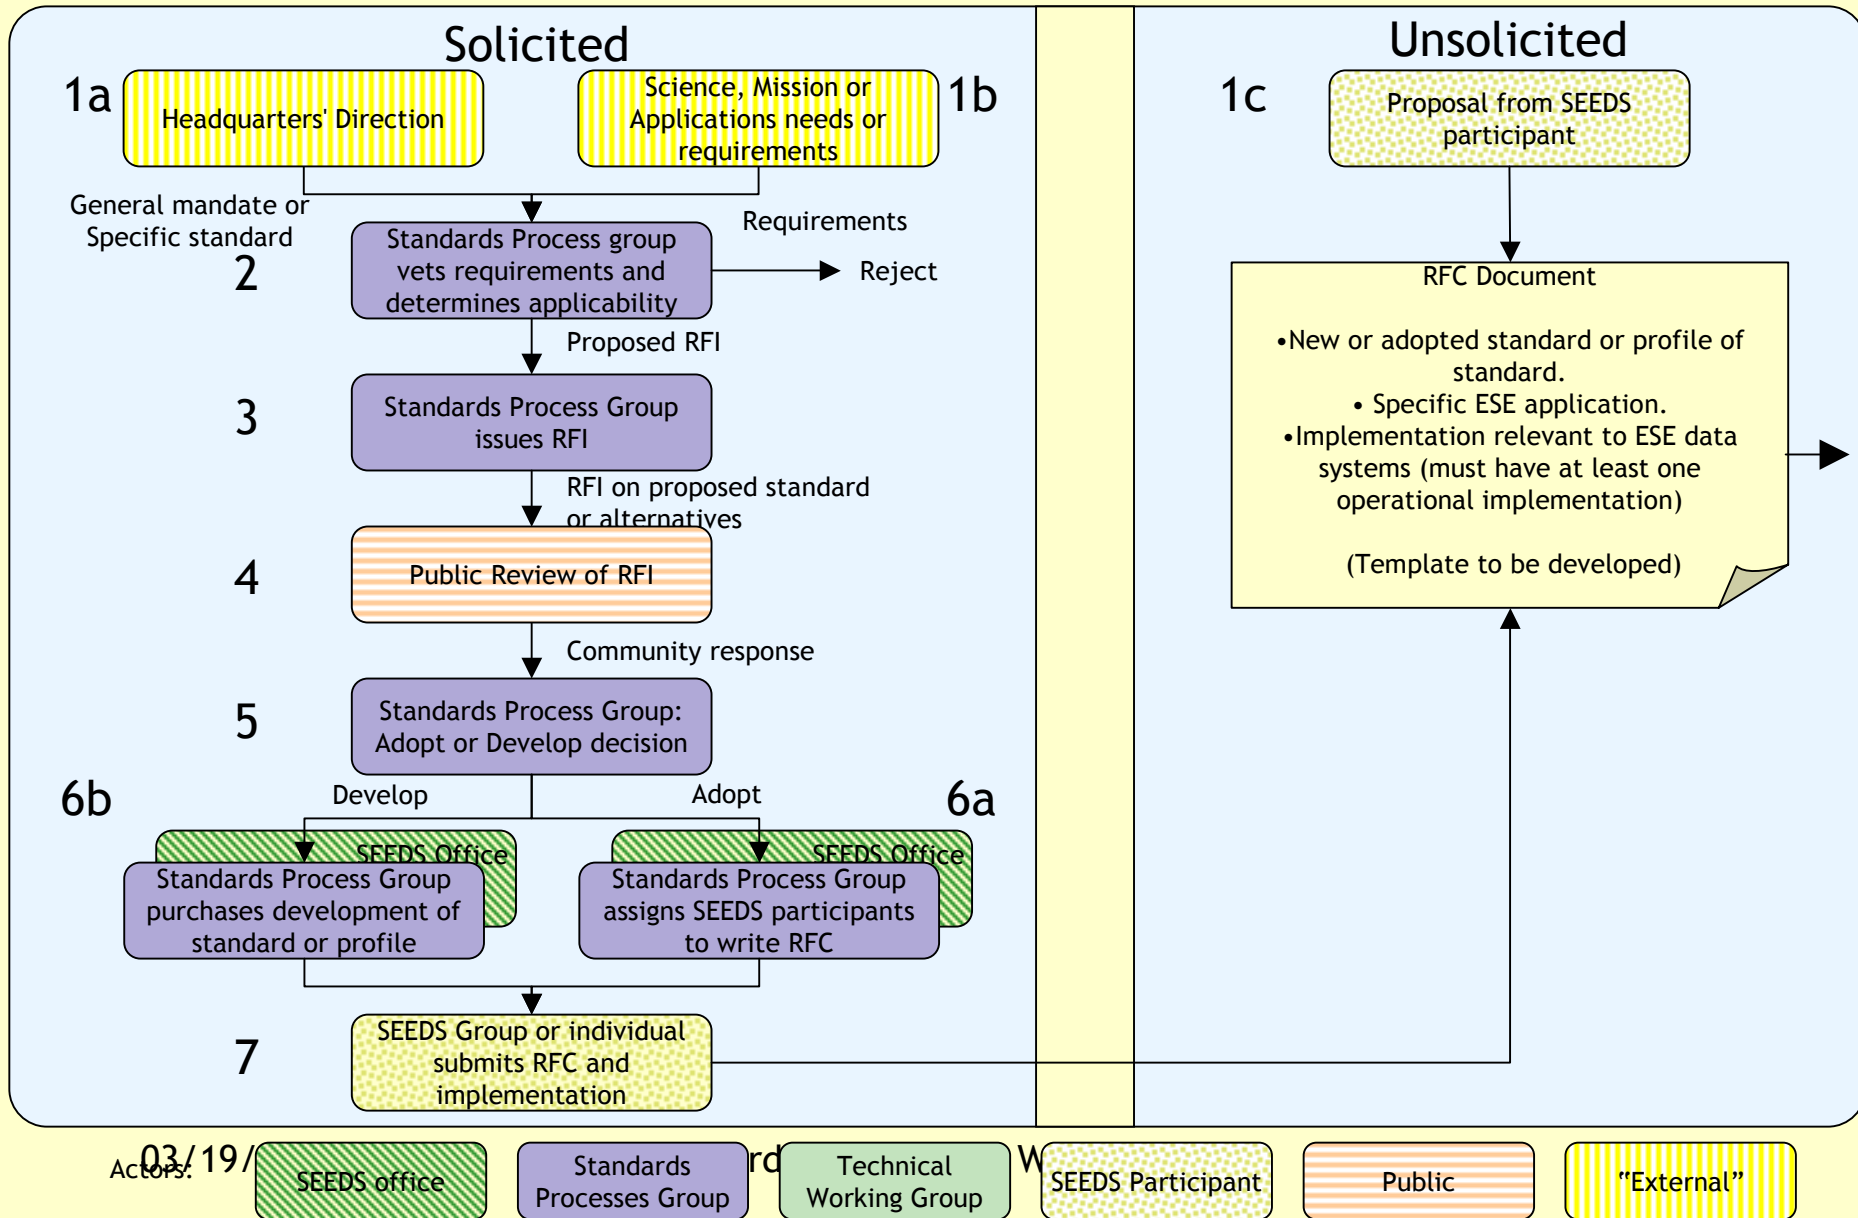 Solicited
Unsolicited
1a
Headquarters' Direction
Science, Mission or
Applications needs or
requirements
1b
1c
Proposal from SEEDS
participant
General mandate or
Specific standard
Requirements
2
Standards Process group
vets requirements and
determines applicability
Reject
Proposed RFI
3
Standards Process Group
issues RFI
RFI on proposed standard
or alternatives
4
Public Review of RFI
Community response
5
Standards Process Group:
Adopt or Develop decision
6b
Develop
Adopt
6a
SEEDS Office
Standards Process Group
purchases development of
standard or profile
SEEDS Office
Standards Process Group
assigns SEEDS participants
to write RFC
7
SEEDS Group or individual
submits RFC and
implementation
RFC Document
•New or adopted standard or profile of
standard.
• Specific ESE application.
•Implementation relevant to ESE data
systems (must have at least one
operational implementation)
(Template to be developed)
03/19/
Actors:
SEEDS office
Standards
Processes Group
Technical
Working Group
SEEDS Participant
Public
“External”